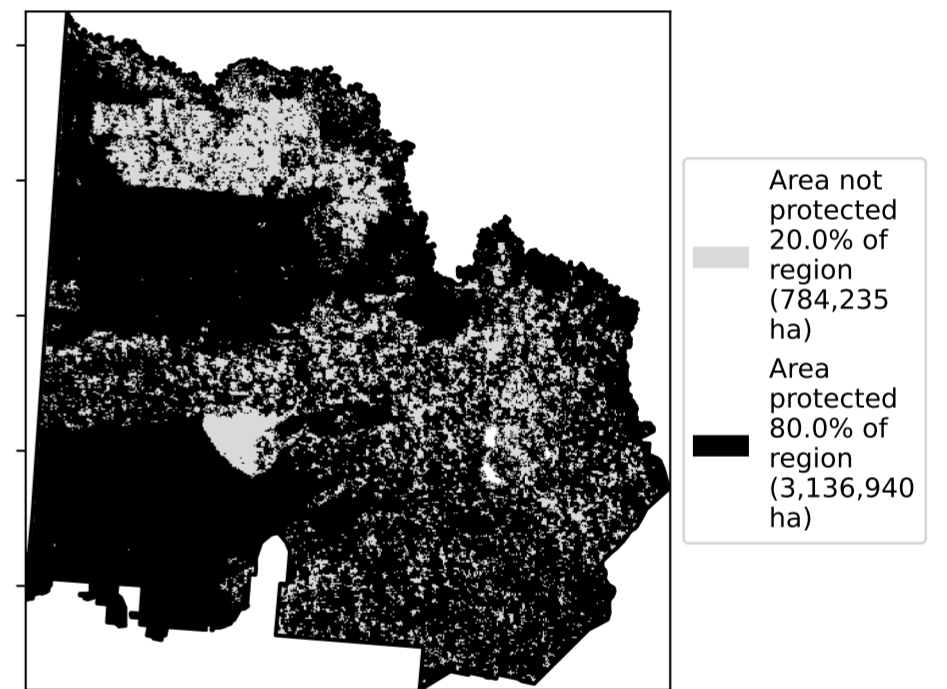 Area not
protected
20.0% of
region
(784,235
ha)
Area
protected
80.0% of
region
(3,136,940
ha)